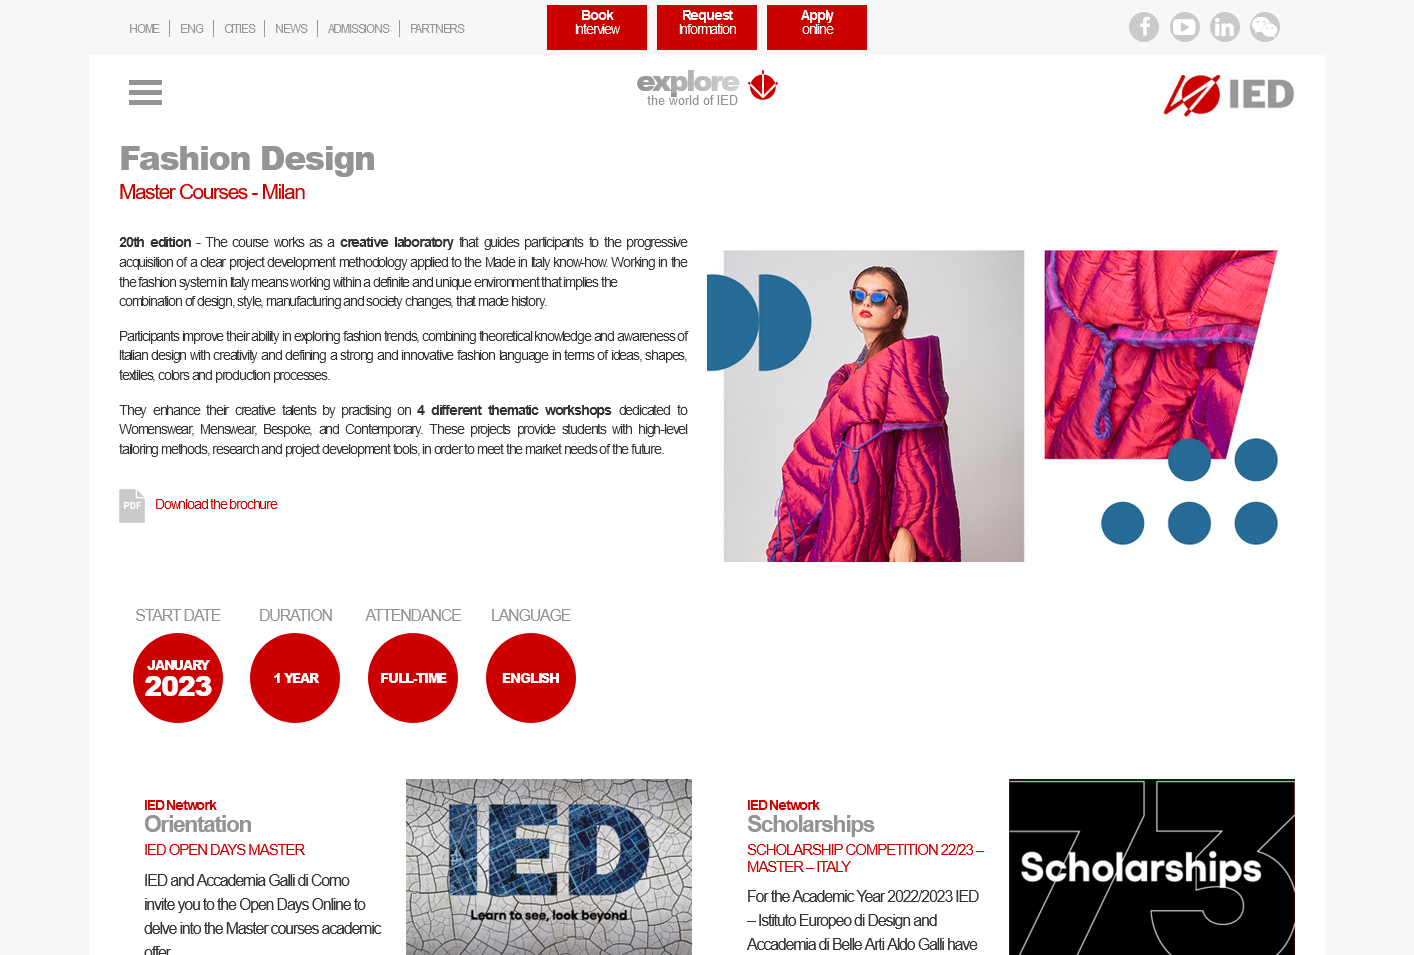 HOME
ENG
CITIES
NEWS
ADMISSIONS
PARTNERS
Book
Interview
Request
Information
Apply
online
explore
the world of IED
IED
Fashion Design
Master Courses - Milan
20th edition - The course works as a creative laboratory that guides participants to the progressive
acquisition of a clear project development methodology applied to the Made in Italy know-how. Working in the
the fashion system in Italy means working within a definite and unique environment that implies the
combination of design, style, manufacturing and society changes, that made history.
Participants improve their ability in exploring fashion trends, combining theoretical knowledge and awareness of
Italian design with creativity and defining a strong and innovative fashion language in terms of ideas, shapes,
textiles, colors and production processes.
They enhance their creative talents by practising on 4 different thematic workshops dedicated to
Womenswear, Menswear, Bespoke, and Contemporary. These projects provide students with high-level
tailoring methods, research and project development tools, in order to meet the market needs of the future.
PDF
Download the brochure
START DATE
DURATION
ATTENDANCE
LANGUAGE
JANUARY
2023
1 YEAR
FULL-TIME
ENGLISH
IED Network
Orientation
IED OPEN DAYS MASTER
IED and Accademia Galli di Como
invite you to the Open Days Online to
delve into the Master courses academic
offer
IED
Learn to see, look beyond
IED Network
Scholarships
SCHOLARSHIP COMPETITION 22/23 –
MASTER – ITALY
For the Academic Year 2022/2023 IED
– Istituto Europeo di Design and
Accademia di Belle Arti Aldo Galli have
73
Scholarships